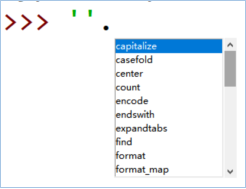 >>> ''.
capitalize
casefold
center
count
encode
endswith
expandtabs
find
format
format_map